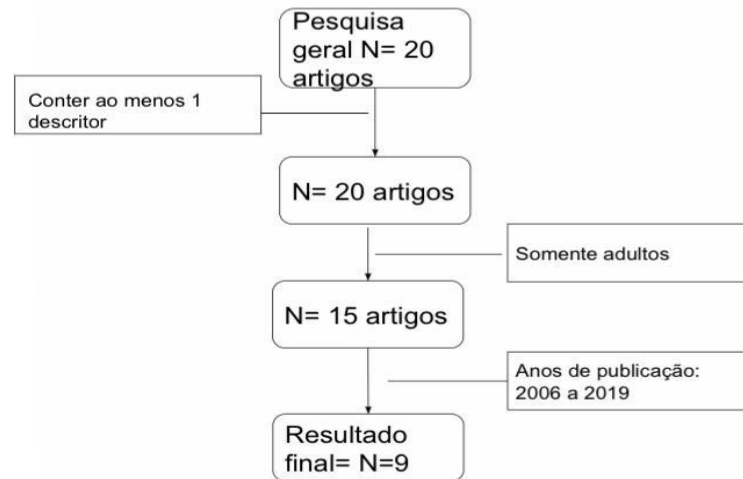 Pesquisa
geral N= 20
artigos
Conter ao menos 1
descritor
N= 20 artigos
Somente adultos
N= 15 artigos
Anos de publicação:
2006 a 2019
Resultado
final= N=9